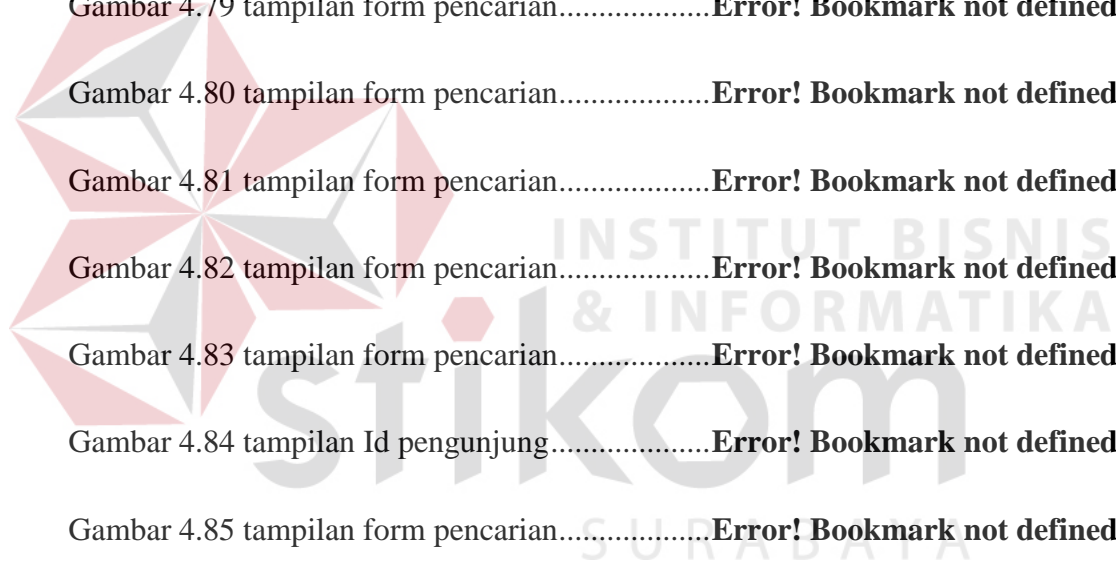 Gambar 4.79 tampilan form pencarian..................Error! Bookmark not defined
Gambar 4.80 tampilan form pencarian..................Error! Bookmark not defined
Gambar 4.81 tampilan form pencarian..................Error! Bookmark not defined
INSTITUT BISNIS
Gambar 4.82 tampilan form pencarian..................Error! Bookmark not defined
& INFORMATIKA
Gambar 4.83 tampilan form pencarian..................Error! Bookmark not defined
stikom
Gambar 4.84 tampilan Id pengunjung...................Error! Bookmark not defined
Gambar 4.85 tampilan form pencarian..................Error! Bookmark not defined
SURABAYA